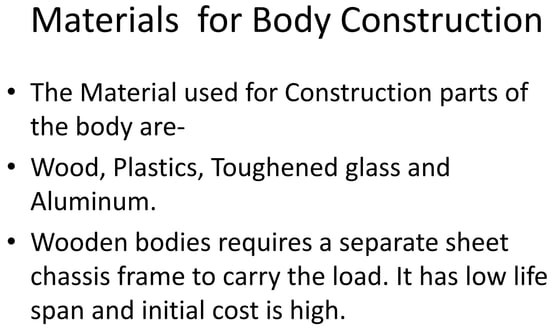 Materials  for Body Construction
• The Material used for Construction parts of
the body are-
• Wood, Plastics, Toughened glass and
Aluminum.
• Wooden bodies requires a separate sheet
chassis frame to carry the load. It has low life
span and initial cost is high.